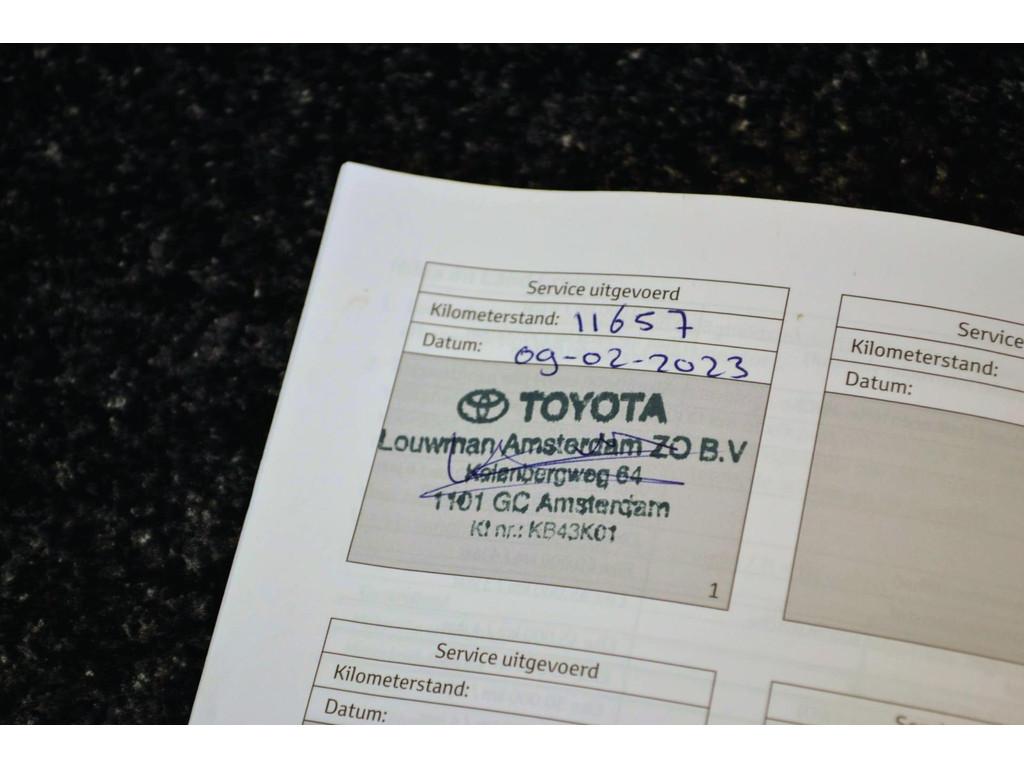 Service uitgevoerd
Kilometerstand: 11657
Datum: 09-02-2023
TOYOTA
Louwman Amsterdam ZO B.V
Kelenbergweg 64
1101 GC Amsterdam
Kl nr.: KB43K01
1
Service
Kilometerstand:
Datum:
Service uitgevoerd
Kilometerstand:
Datum: